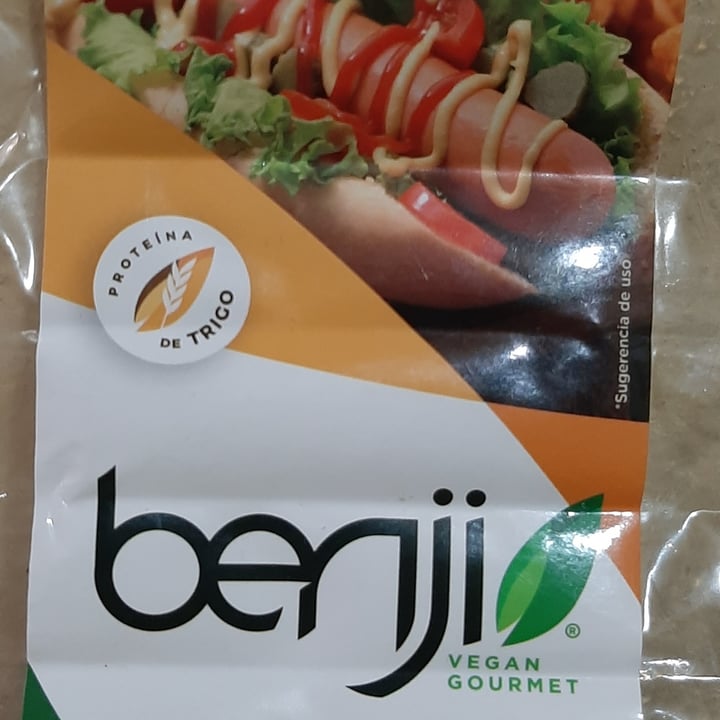 *Sugerencia de uso
PROTEÍNA
DE TRIGO
benji
®
VEGAN
GOURMET